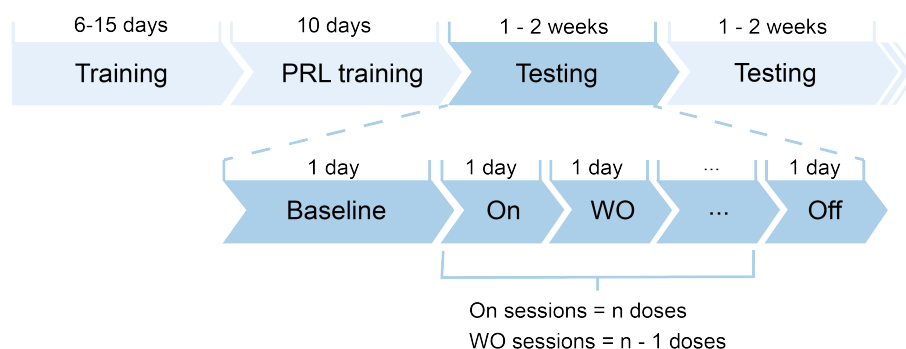 6-15 days 10 days 1 - 2 weeks 1 - 2 weeks
Training PRL training Testing Testing
1 day 1 day 1 day ... 1 day
Baseline On WO ... Off
On sessions = n doses
WO sessions = n - 1 doses